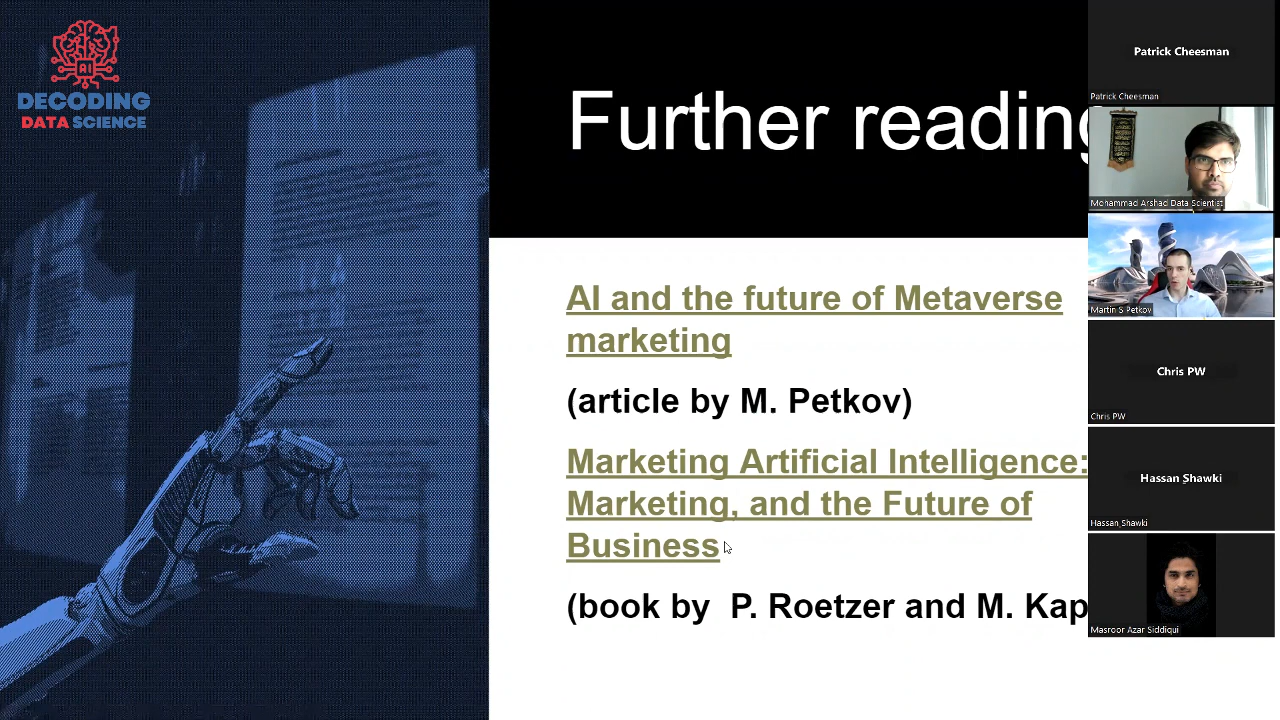 AI
DECODING
DATA SCIENCE
Further reading
AI and the future of Metaverse
marketing
(article by M. Petkov)
Marketing Artificial Intelligence:
Marketing, and the Future of
Business
(book by P. Roetzer and M. Kap
Patrick Cheesman
Patrick Cheesman
Mohammad Arshad Data Scientist
Martin S Petkov
Chris PW
Chris PW
Hassan Shawki
Hassan Shawki
Masroor Azar Siddiqui